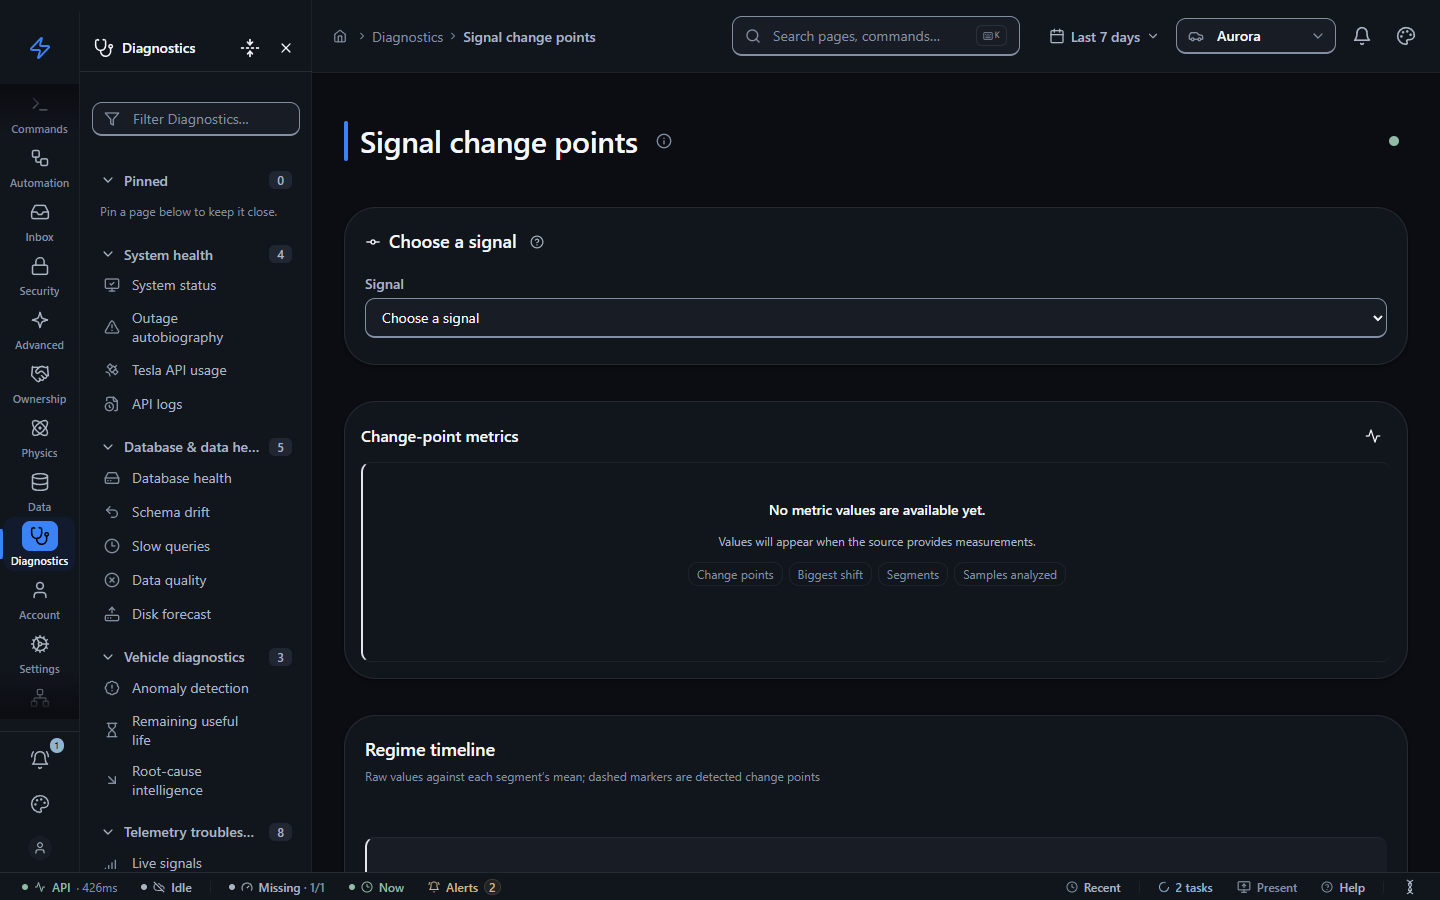 Commands
Automation
Inbox
Security
Advanced
Ownership
Physics
Data
Diagnostics
Account
Settings
1
Diagnostics
Filter Diagnostics...
Pinned 0
Pin a page below to keep it close.
System health 4
System status
Outage
autobiography
Tesla API usage
API logs
Database & data he... 5
Database health
Schema drift
Slow queries
Data quality
Disk forecast
Vehicle diagnostics 3
Anomaly detection
Remaining useful
life
Root-cause
intelligence
Telemetry troubles... 8
Live signals
Diagnostics > Signal change points
Search pages, commands... K
Last 7 days
Aurora
Signal change points
Choose a signal
Signal
Choose a signal
Change-point metrics
No metric values are available yet.
Values will appear when the source provides measurements.
Change points Biggest shift Segments Samples analyzed
Regime timeline
Raw values against each segment's mean; dashed markers are detected change points
API · 426ms Idle Missing · 1/1 Now Alerts 2 Recent 2 tasks Present Help